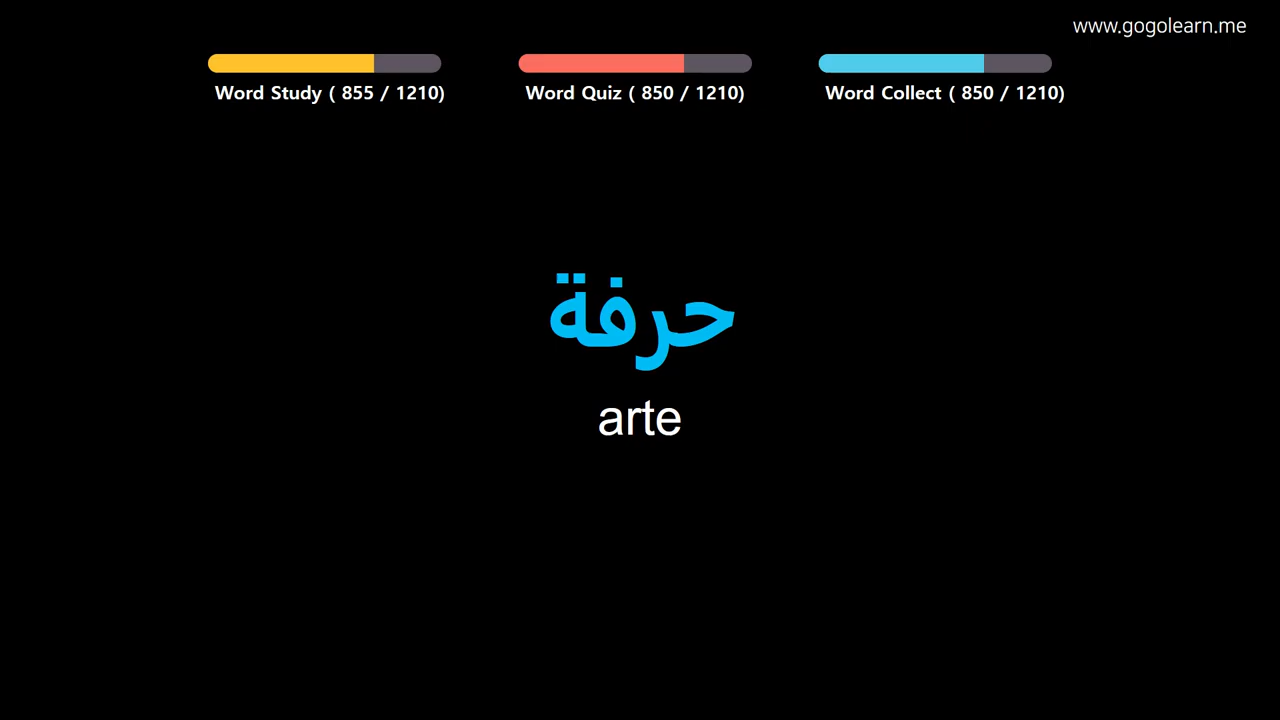 www.gogolearn.me
Word Study ( 855 / 1210)
Word Quiz ( 850 / 1210)
Word Collect ( 850 / 1210)
حرفة
arte